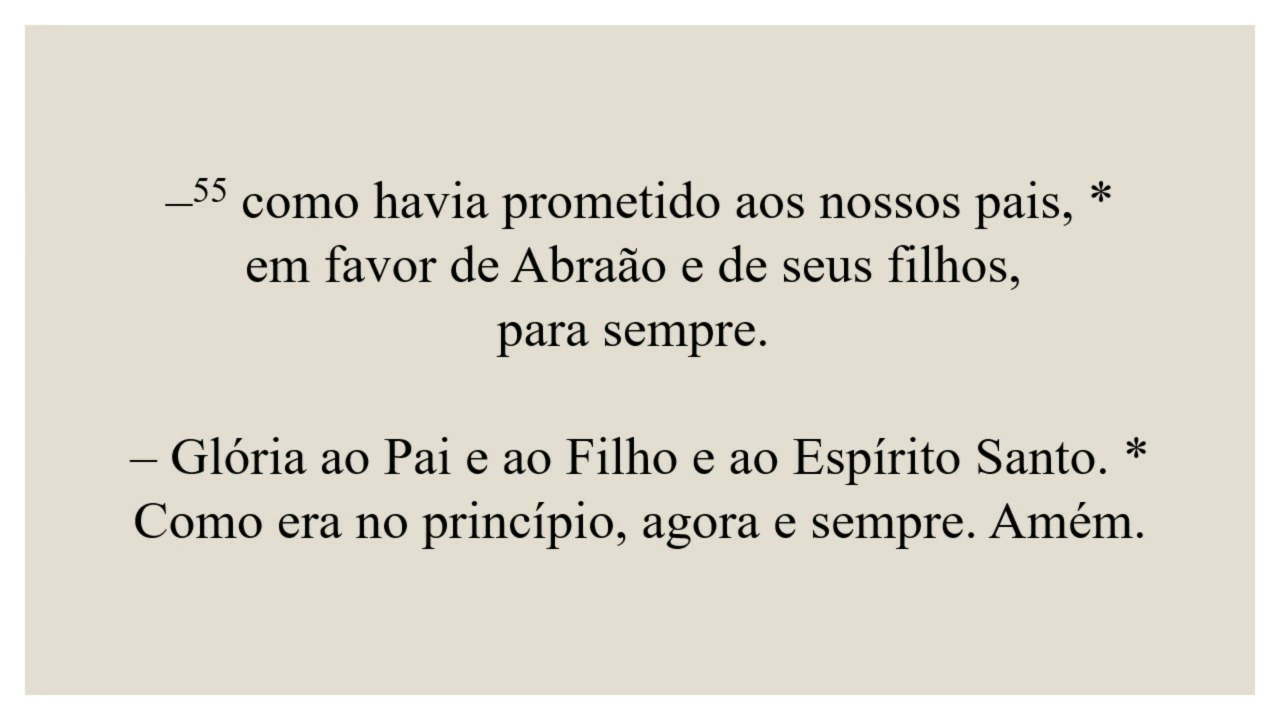 –⁵⁵ como havia prometido aos nossos pais, *
em favor de Abraão e de seus filhos,
para sempre.
– Glória ao Pai e ao Filho e ao Espírito Santo. *
Como era no princípio, agora e sempre. Amém.